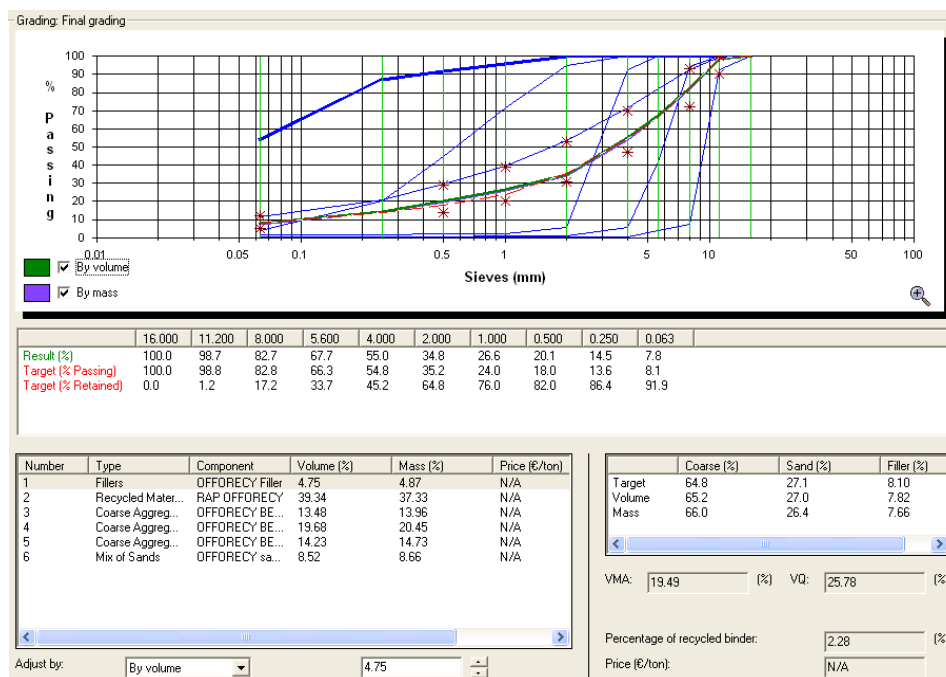 Grading: Final grading
100
90
%
80
70
P
60
a
50
s
40
s
30
i
20
n
10
g
0
0.01 0.05 0.1 0.5 1 5 10 50 100
Sieves (mm)
By volume
By mass
16.000 11.200 8.000 5.600 4.000 2.000 1.000 0.500 0.250 0.063
Result (%) 100.0 98.7 82.7 67.7 55.0 34.8 26.6 20.1 14.5 7.8
Target (% Passing) 100.0 98.8 82.8 66.3 54.8 35.2 24.0 18.0 13.6 8.1
Target (% Retained) 0.0 1.2 17.2 33.7 45.2 64.8 76.0 82.0 86.4 91.9
Number Type Component Volume (%) Mass (%) Price (€/ton)
1 Fillers OFFORECY Filler 4.75 4.87 N/A
2 Recycled Mater... RAP OFFORECY 39.34 37.33 N/A
3 Coarse Aggreg... OFFORECY BE... 13.48 13.96 N/A
4 Coarse Aggreg... OFFORECY BE... 19.68 20.45 N/A
5 Coarse Aggreg... OFFORECY BE... 14.23 14.73 N/A
6 Mix of Sands OFFORECY sa... 8.52 8.66 N/A
Coarse (%) Sand (%) Filler (%)
Target 64.8 27.1 8.10
Volume 65.2 27.0 7.82
Mass 66.0 26.4 7.66
VMA: 19.49 (%) VQ: 25.78 (%
Percentage of recycled binder: 2.28 (%
Adjust by: By volume 4.75
Price (€/ton): N/A